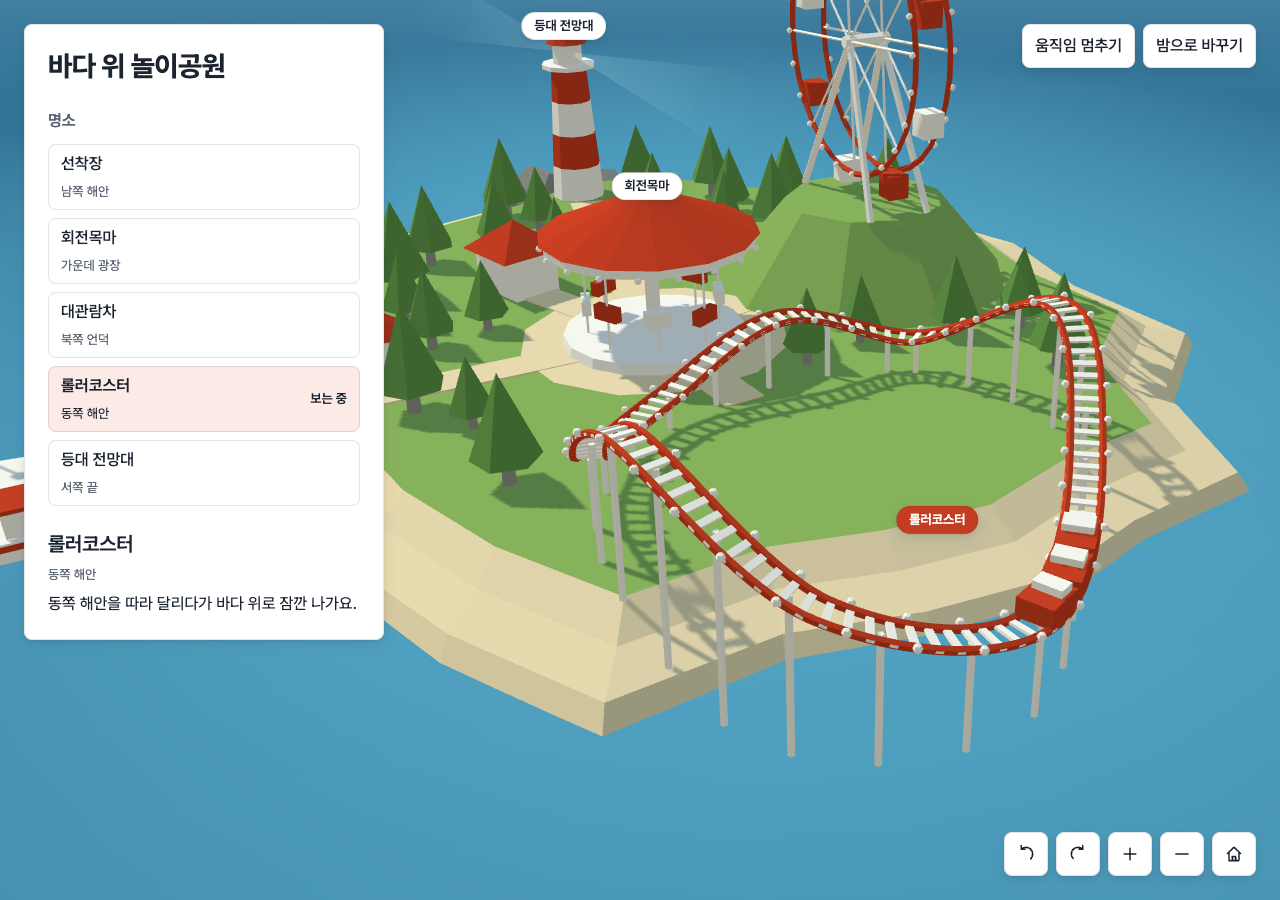 바다 위 놀이공원
명소
선착장
남쪽 해안
회전목마
가운데 광장
대관람차
북쪽 언덕
롤러코스터
동쪽 해안
보는 중
등대 전망대
서쪽 끝
롤러코스터
동쪽 해안
동쪽 해안을 따라 달리다가 바다 위로 잠깐 나가요.
등대 전망대
회전목마
롤러코스터
움직임 멈추기
밤으로 바꾸기